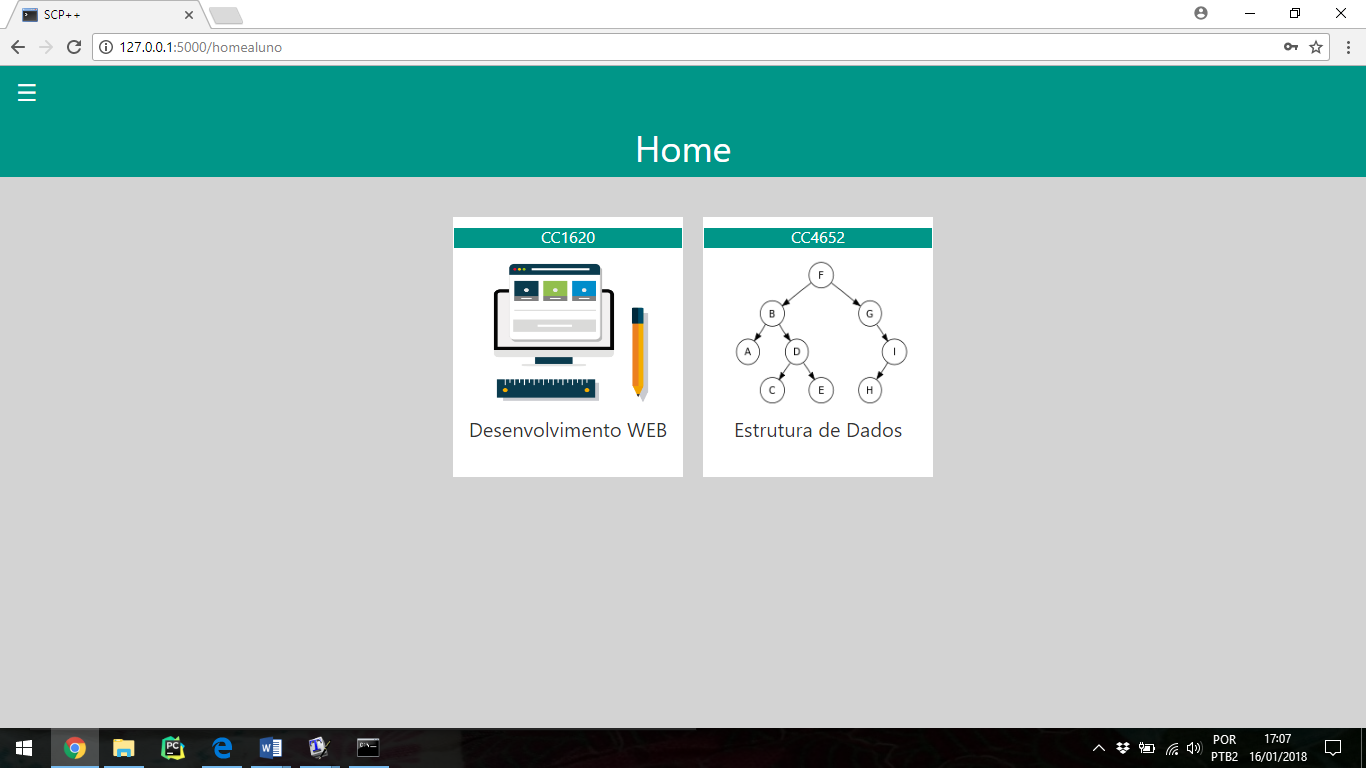 SCP++
127.0.0.1:5000/homealuno
☰
Home
CC1620
CC4652
F
B
G
A
D
I
C
E
H
Desenvolvimento WEB
Estrutura de Dados
PC
POR
PTB2
17:07
16/01/2018